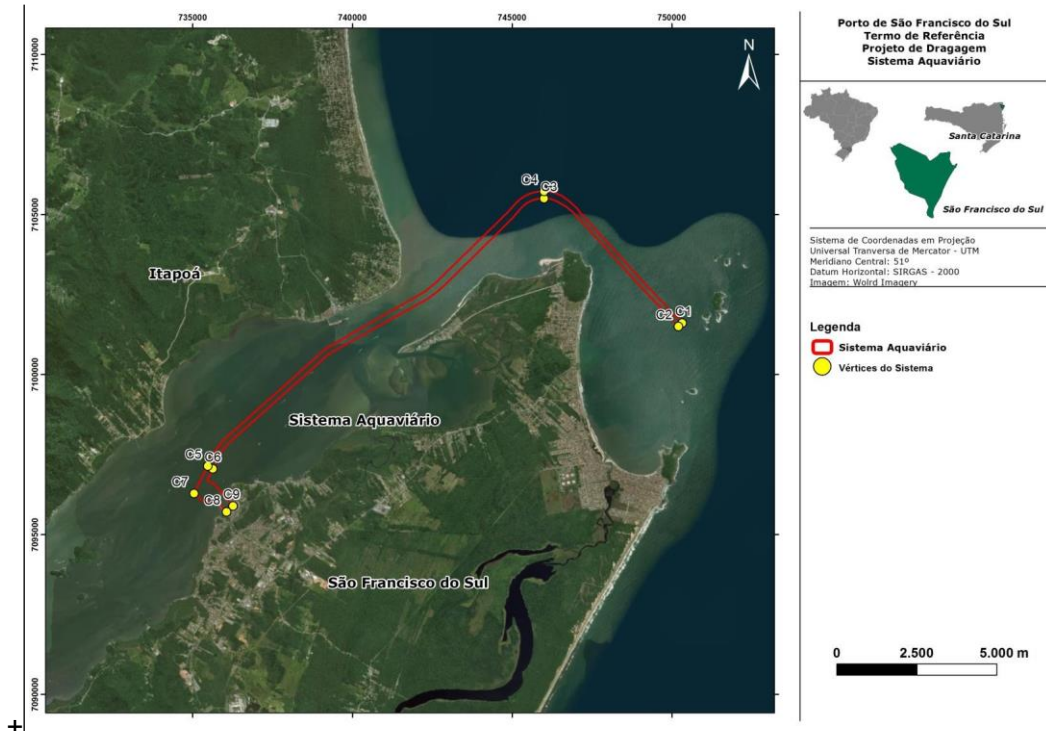 735000
740000
745000
750000
7110000
7105000
7100000
7095000
7090000
N
C4
C3
C2
C1
Itapoá
Sistema Aquaviário
C5
C6
C7
C8
C9
São Francisco do Sul
+
Porto de São Francisco do Sul
Termo de Referência
Projeto de Dragagem
Sistema Aquaviário
Santa Catarina
São Francisco do Sul
Sistema de Coordenadas em Projeção
Universal Tranversa de Mercator - UTM
Meridiano Central: 51º
Datum Horizontal: SIRGAS - 2000
Imagem: Wolrd Imagery
Legenda
Sistema Aquaviário
Vértices do Sistema
0 2.500 5.000 m